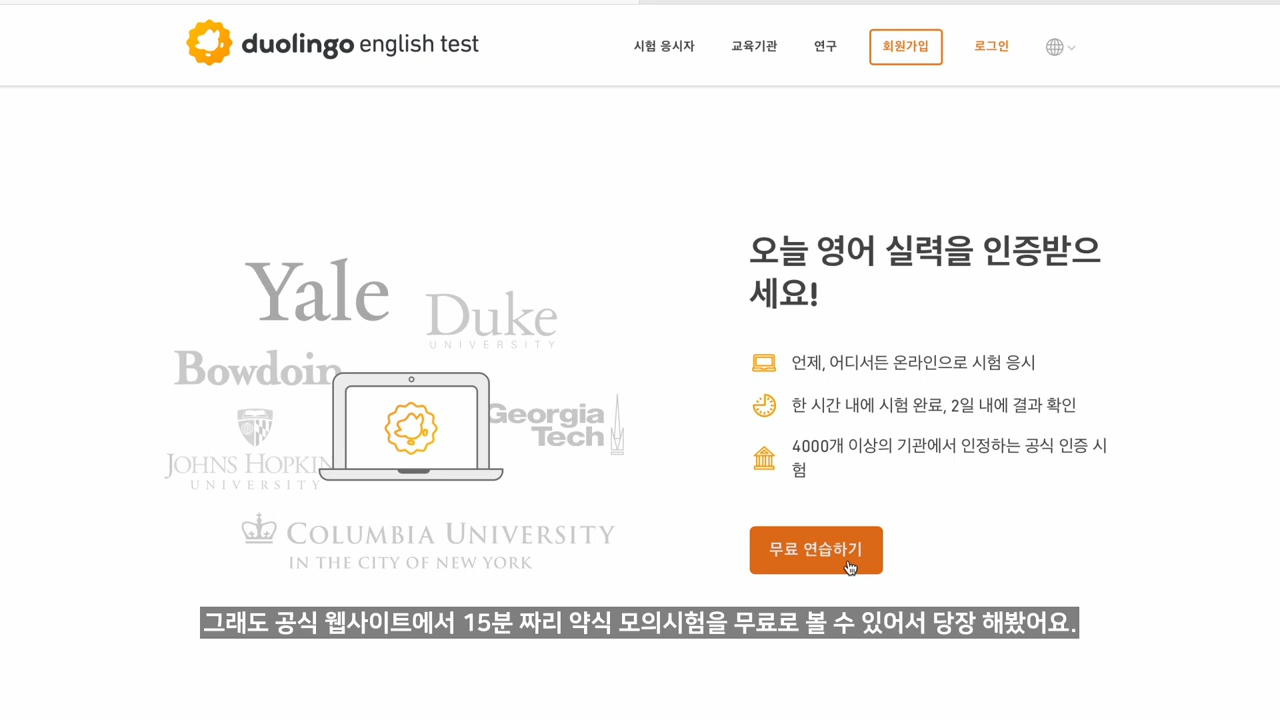 duolingo english test
시험 응시자
교육기관
연구
회원가입
로그인
Yale
Duke
UNIVERSITY
Bowdoin
Georgia
Tech
UNIVERSITY
COLUMBIA UNIVERSITY
IN THE CITY OF NEW YORK
오늘 영어 실력을 인증받으
세요!
언제, 어디서든 온라인으로 시험 응시
한 시간 내에 시험 완료, 2일 내에 결과 확인
4000개 이상의 기관에서 인정하는 공식 인증 시
험
무료 연습하기
그래도 공식 웹사이트에서 15분 짜리 약식 모의시험을 무료로 볼 수 있어서 당장 해봤어요.